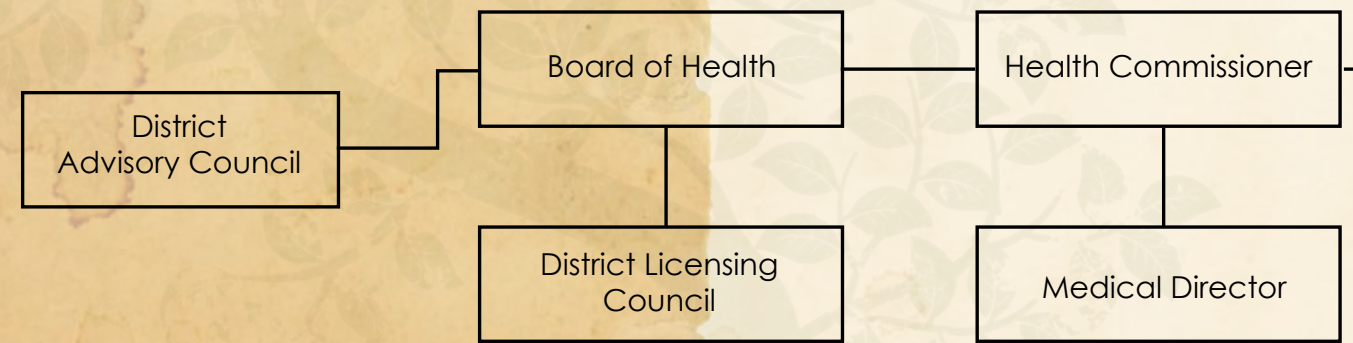 Board of Health
Health Commissioner
District
Advisory Council
District Licensing
Council
Medical Director